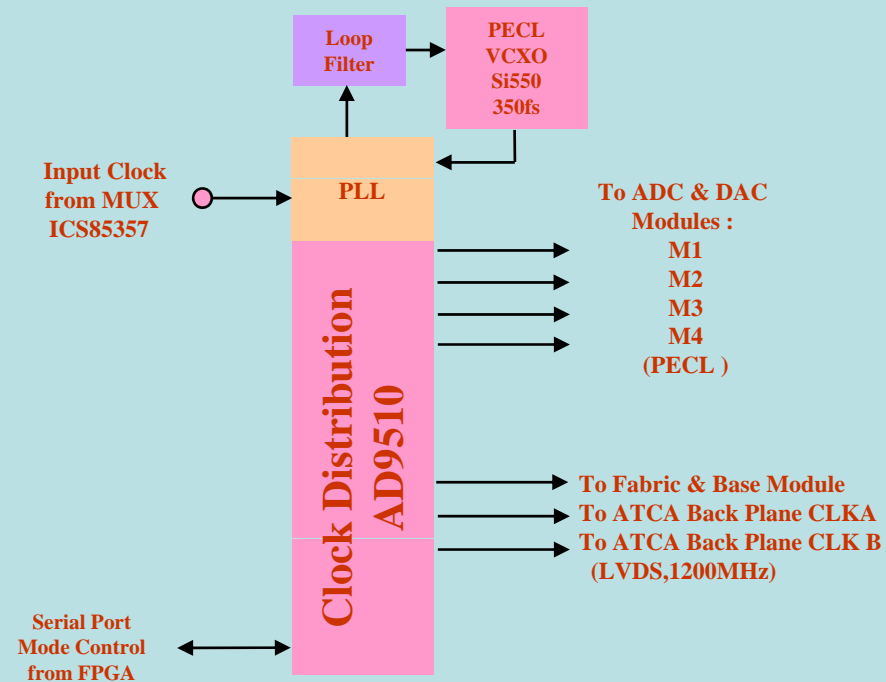 Loop
Filter
PECL
VCXO
Si550
350fs
Input Clock
from MUX
ICS85357
PLL
To ADC & DAC
Modules :
M1
M2
M3
M4
(PECL )
Clock Distribution
AD9510
To Fabric & Base Module
To ATCA Back Plane CLKA
To ATCA Back Plane CLK B
(LVDS,1200MHz)
Serial Port
Mode Control
from FPGA